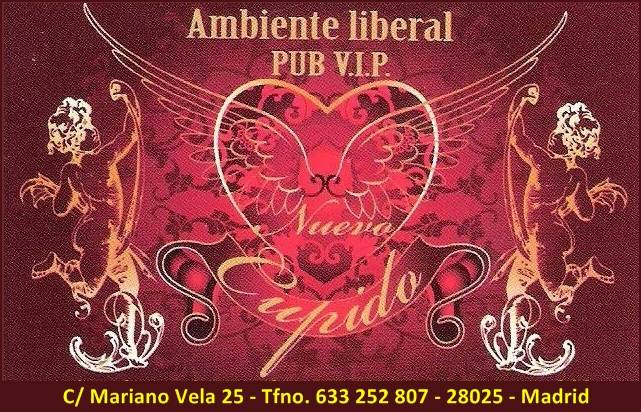 Ambiente liberal
PUB V.I.P.
Nuevo
Cupido
C/ Mariano Vela 25 - Tfno. 633 252 807 - 28025 - Madrid